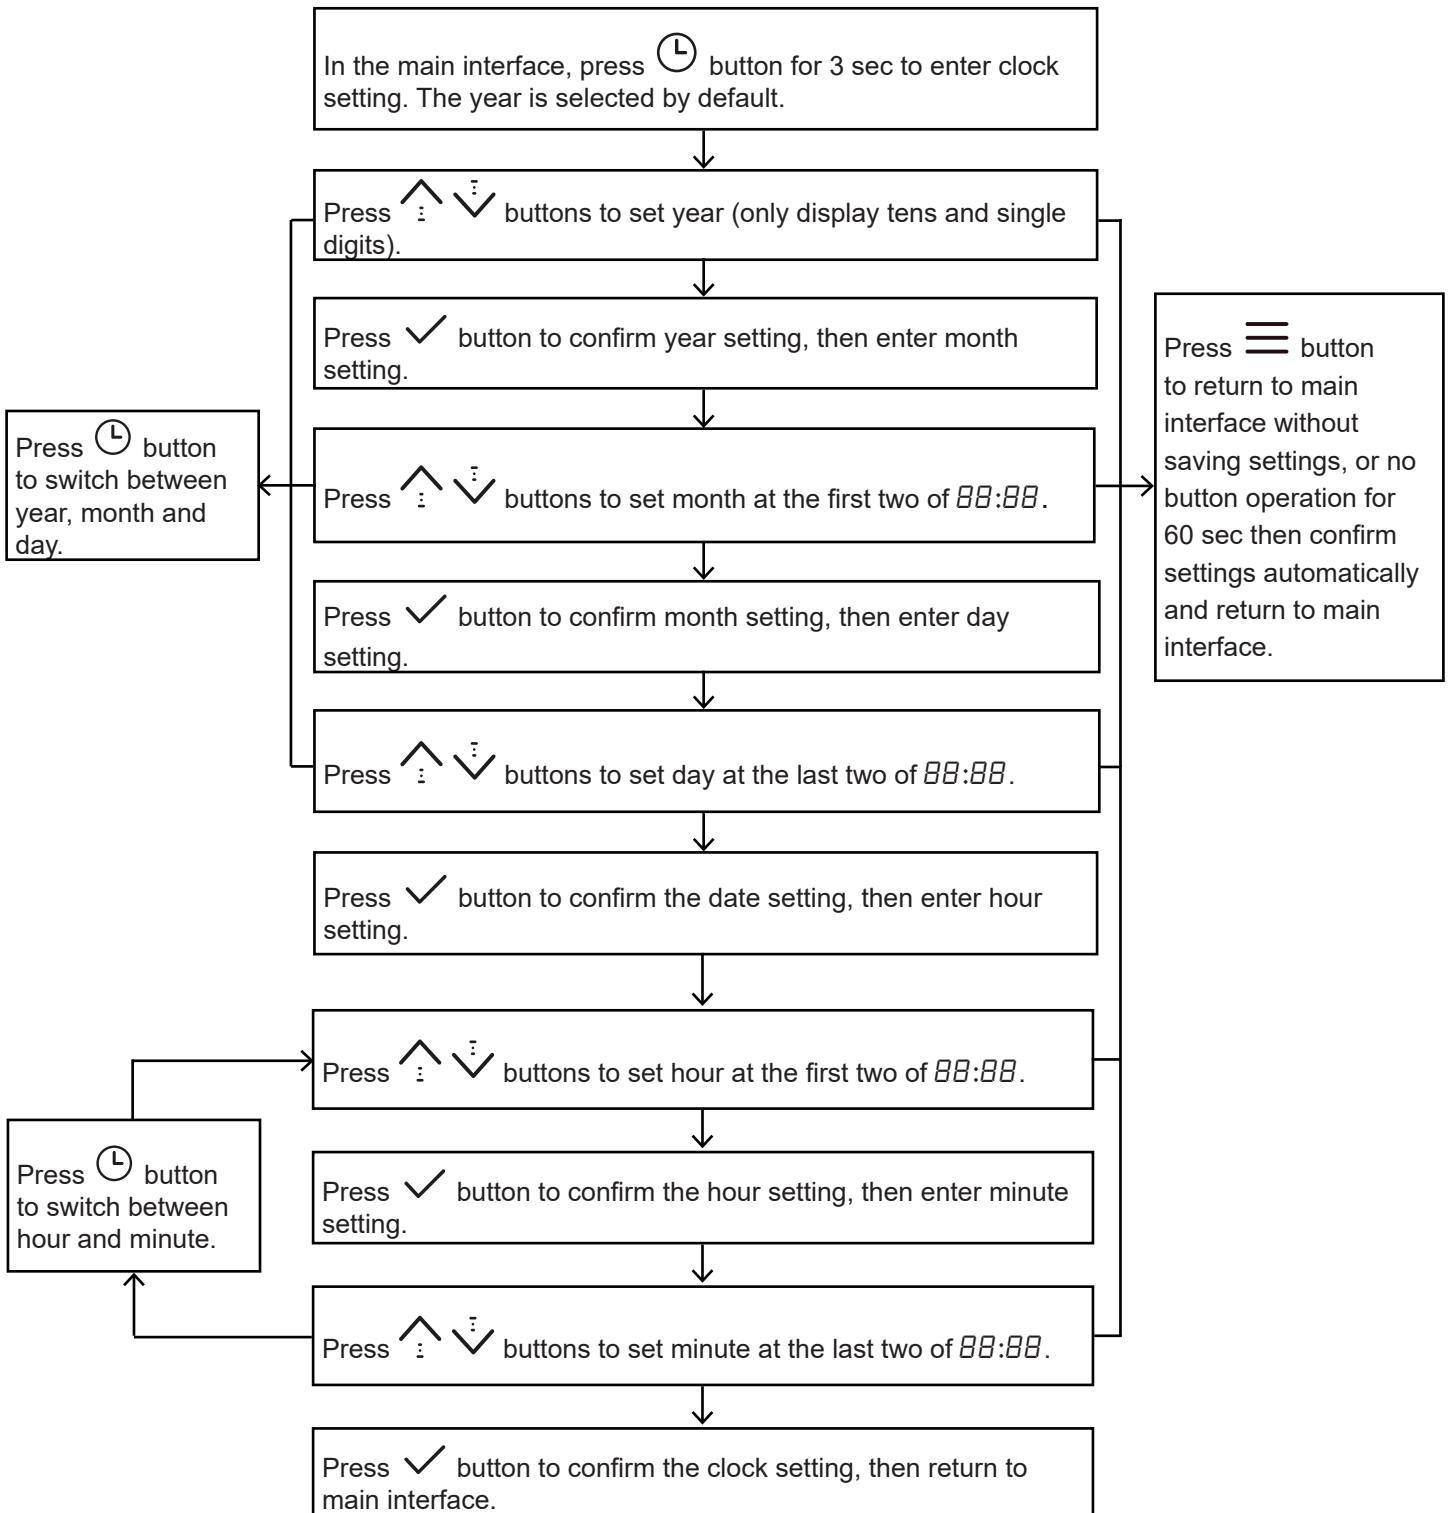 In the main interface, press button for 3 sec to enter clock
setting. The year is selected by default.
Press buttons to set year (only display tens and single
digits).
Press button to confirm year setting, then enter month
setting.
Press button
to return to main
interface without
saving settings, or no
button operation for
60 sec then confirm
settings automatically
and return to main
interface.
Press button
to switch between
year, month and
day.
Press buttons to set month at the first two of 88:88.
Press button to confirm month setting, then enter day
setting.
Press buttons to set day at the last two of 88:88.
Press button to confirm the date setting, then enter hour
setting.
Press buttons to set hour at the first two of 88:88.
Press button
to switch between
hour and minute.
Press button to confirm the hour setting, then enter minute
setting.
Press buttons to set minute at the last two of 88:88.
Press button to confirm the clock setting, then return to
main interface.